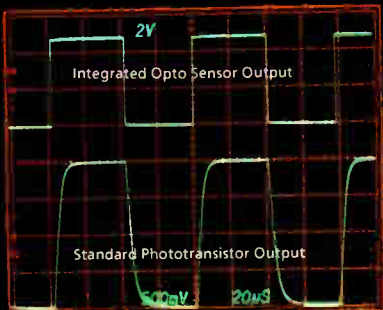 2V
Integrated Opto Sensor Output
Standard Phototransistor Output
500mV 20µS